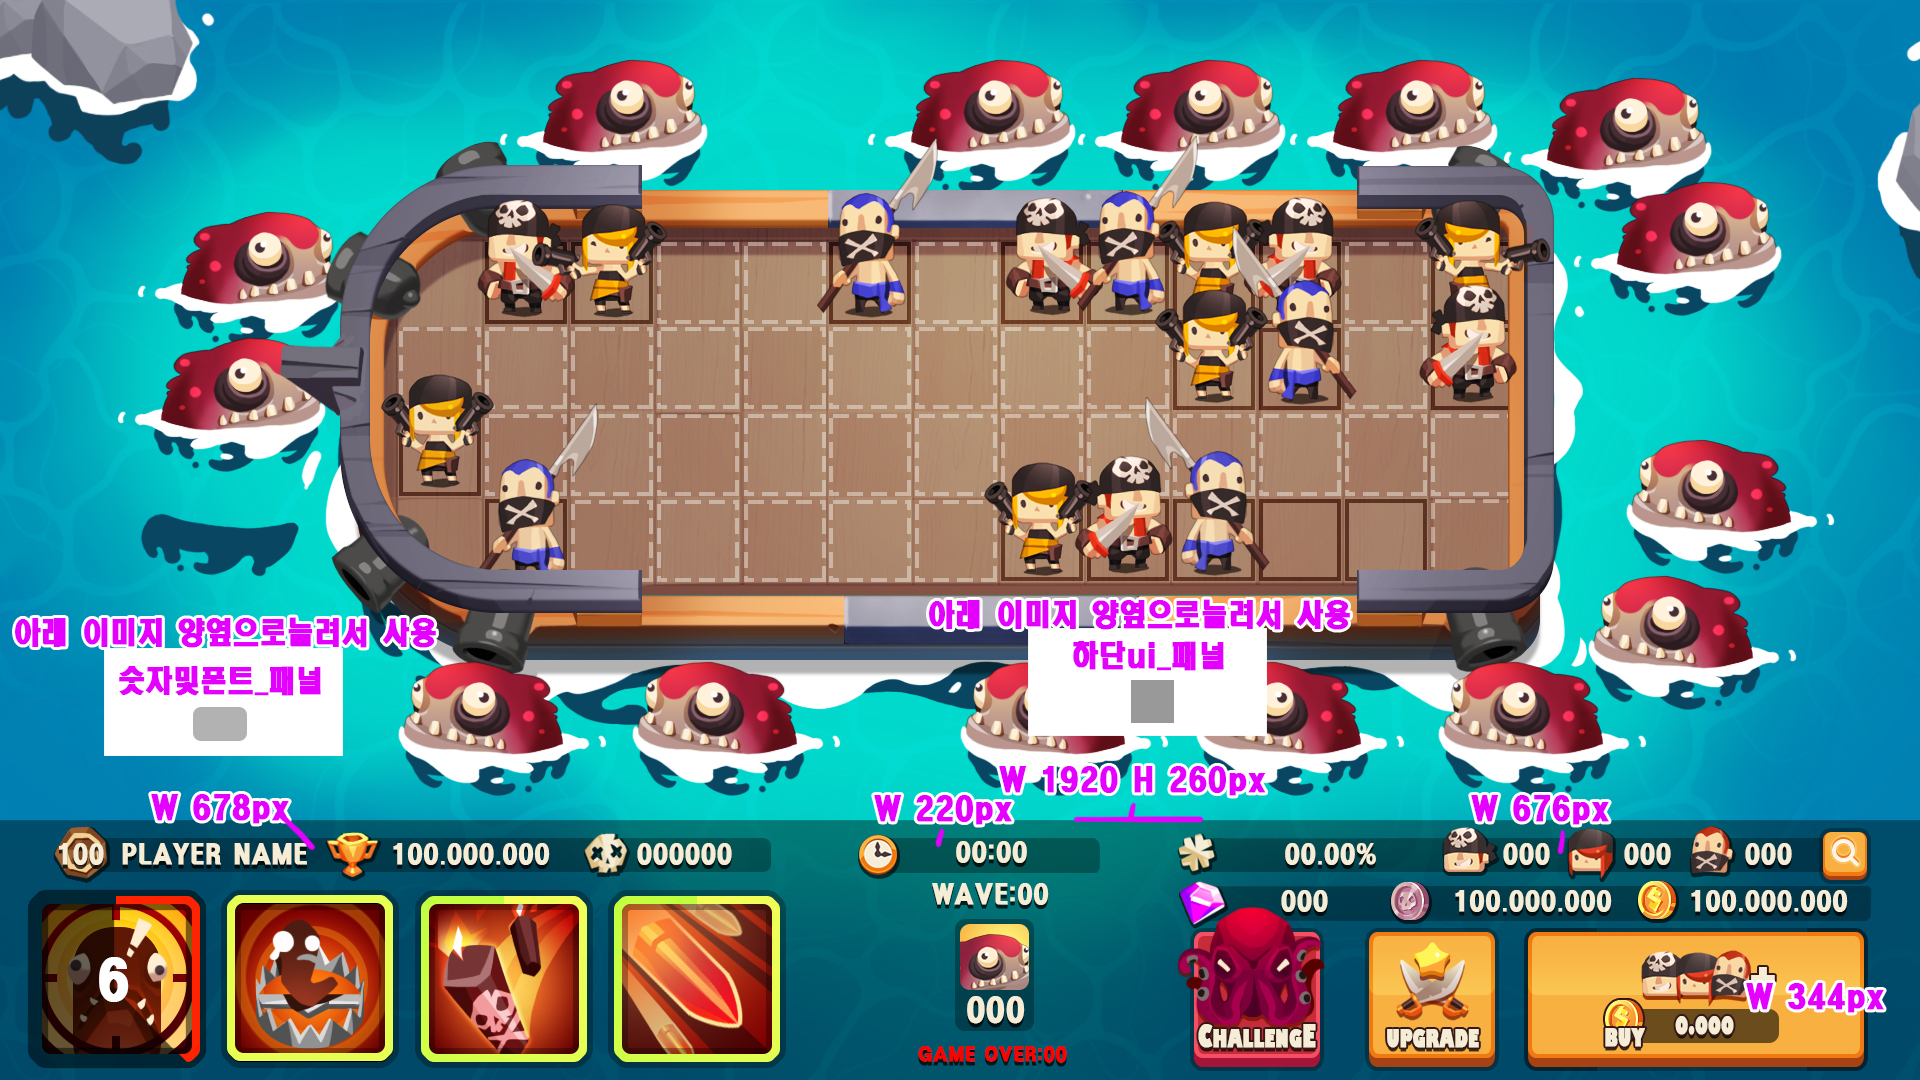 아래 이미지 양옆으로늘려서 사용
숫자및폰트_패널
아래 이미지 양옆으로늘려서 사용
하단ui_패널
W 1920 H 260px
W 678px
W 220px
W 676px
100 PLAYER NAME 100.000.000 000000
00:00
00.00% 000 000 000
WAVE:00
000 100.000.000 100.000.000
6
000
GAME OVER:00
CHALLENGE
UPGRADE
W 344px
BUY 0.000